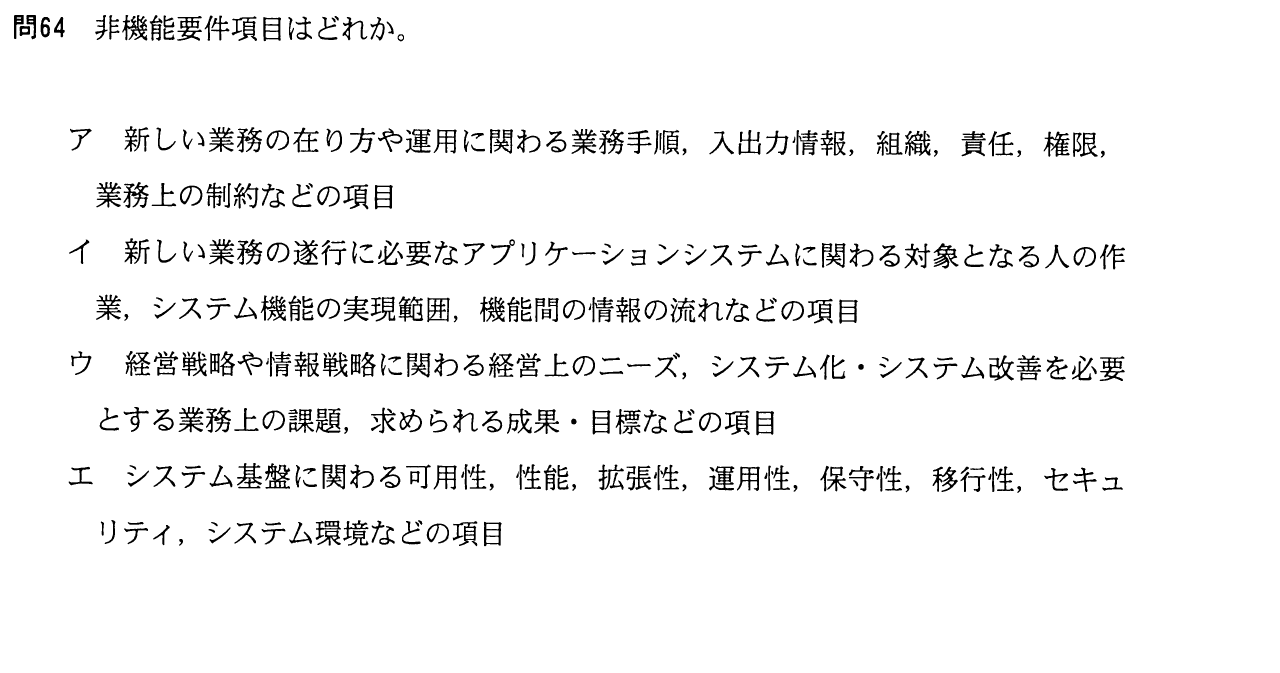 問64　非機能要件項目はどれか。
ア　新しい業務の在り方や運用に関わる業務手順，入出力情報，組織，責任，権限，
業務上の制約などの項目
イ　新しい業務の遂行に必要なアプリケーションシステムに関わる対象となる人の作
業，システム機能の実現範囲，機能間の情報の流れなどの項目
ウ　経営戦略や情報戦略に関わる経営上のニーズ，システム化・システム改善を必要
とする業務上の課題，求められる成果・目標などの項目
エ　システム基盤に関わる可用性，性能，拡張性，運用性，保守性，移行性，セキュ
リティ，システム環境などの項目